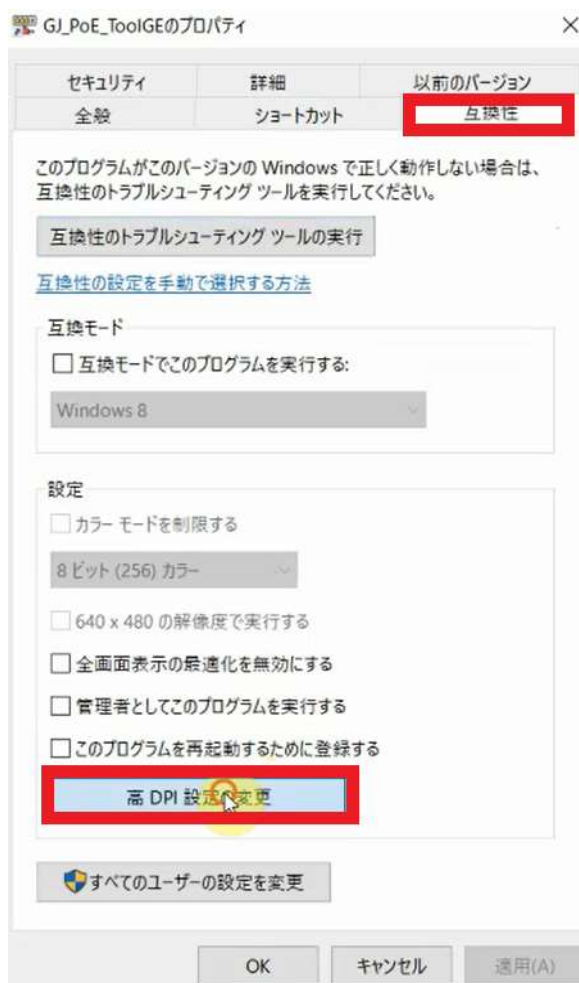 GJ_PoE_ToolGEのプロパティ
セキュリティ
詳細
以前のバージョン
全般
ショートカット
互換性
このプログラムがこのバージョンの Windows で正しく動作しない場合は、
互換性のトラブルシューティング ツールを実行してください。
互換性のトラブルシューティング ツールの実行
互換性の設定を手動で選択する方法
互換モード
互換モードでこのプログラムを実行する:
Windows 8
設定
カラー モードを制限する
8 ビット (256) カラー
640 x 480 の解像度で実行する
全画面表示の最適化を無効にする
管理者としてこのプログラムを実行する
このプログラムを再起動するために登録する
高 DPI 設定の変更
すべてのユーザーの設定を変更
OK
キャンセル
適用(A)